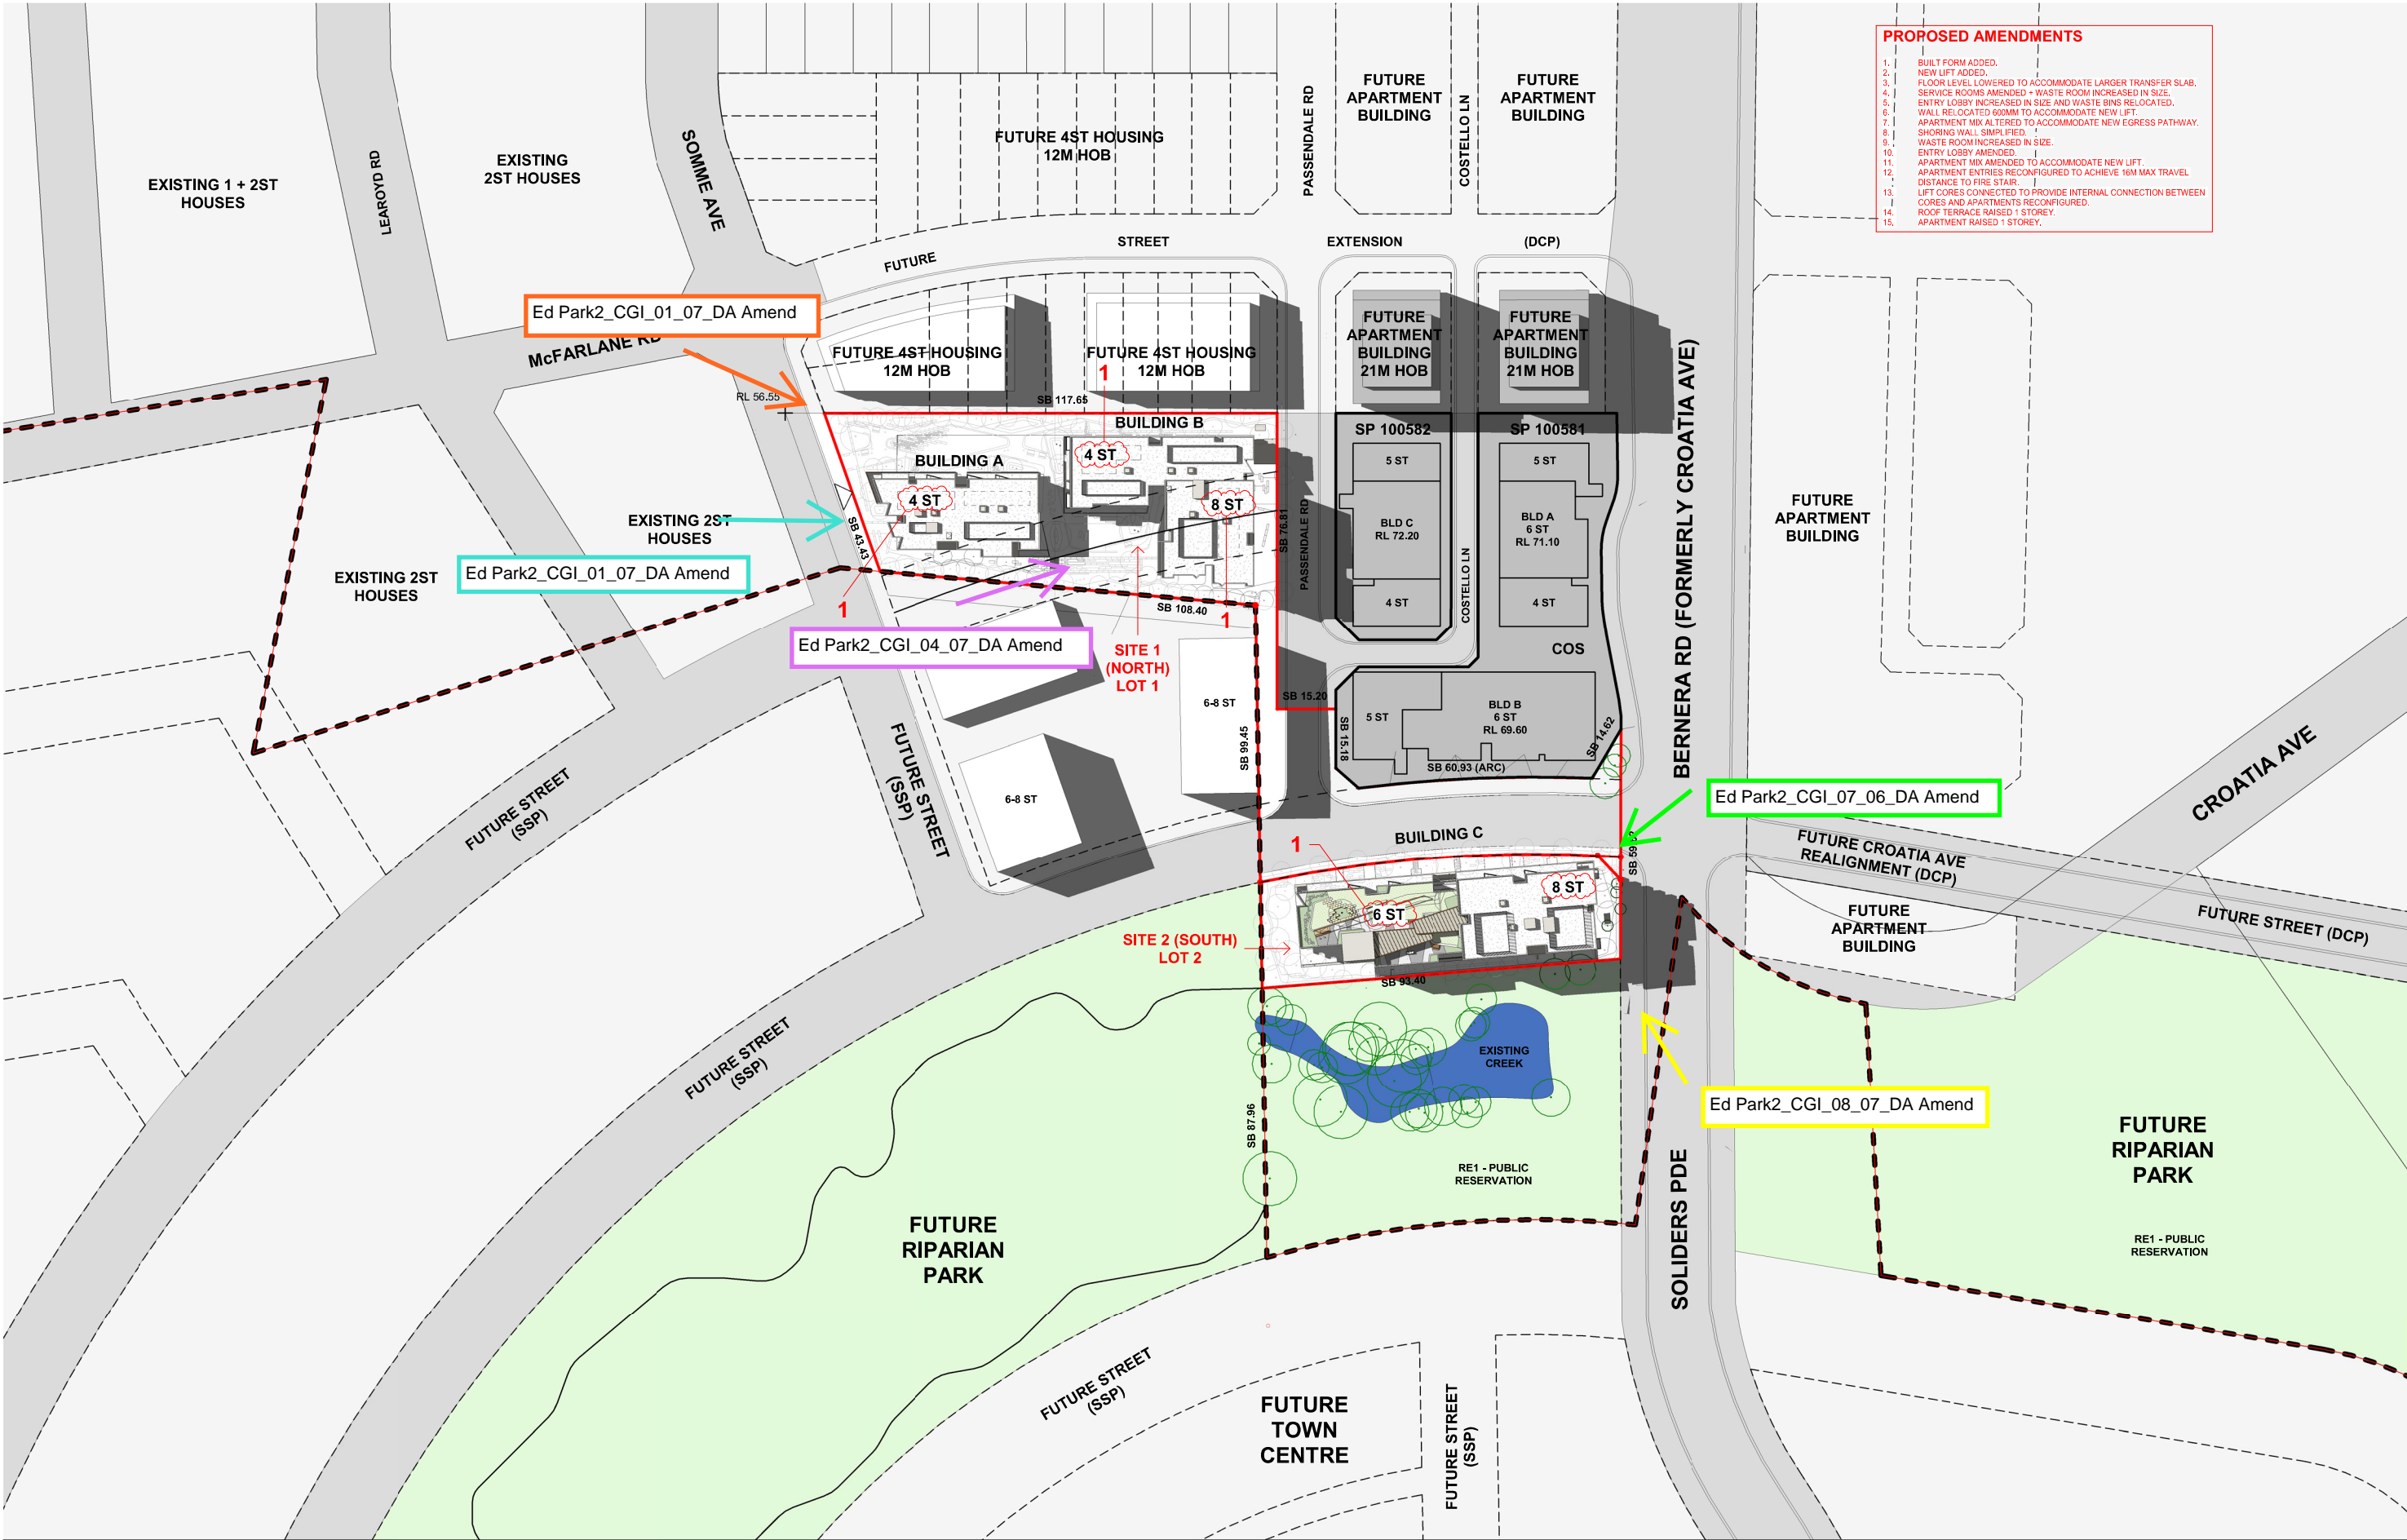 PROPOSED AMENDMENTS
1. BUILT FORM ADDED.
2. NEW LIFT ADDED.
3. FLOOR LEVEL LOWERED TO ACCOMMODATE LARGER TRANSFER SLAB.
4. SERVICE ROOMS AMENDED + WASTE ROOM INCREASED IN SIZE.
5. ENTRY LOBBY INCREASED IN SIZE AND WASTE BINS RELOCATED.
6. WALL RELOCATED 600MM TO ACCOMMODATE NEW LIFT.
7. APARTMENT MIX ALTERED TO ACCOMMODATE NEW EGRESS PATHWAY.
8. SHORING WALL SIMPLIFIED.
9. WASTE ROOM INCREASED IN SIZE.
10. ENTRY LOBBY AMENDED.
11. APARTMENT MIX AMENDED TO ACCOMMODATE NEW LIFT.
12. APARTMENT ENTRIES RECONFIGURED TO ACHIEVE 16M MAX TRAVEL
DISTANCE TO FIRE STAIR.
13. LIFT CORES CONNECTED TO PROVIDE INTERNAL CONNECTION BETWEEN
CORES AND APARTMENTS RECONFIGURED.
14. ROOF TERRACE RAISED 1 STOREY.
15. APARTMENT RAISED 1 STOREY.
EXISTING 1 + 2ST
HOUSES
LEAROYD RD
EXISTING
2ST HOUSES
SOMME AVE
FUTURE 4ST HOUSING
12M HOB
PASSENDALE RD
FUTURE
APARTMENT
BUILDING
COSTELLO LN
FUTURE
APARTMENT
BUILDING
FUTURE
STREET
EXTENSION
(DCP)
Ed Park2_CGI_01_07_DA Amend
McFARLANE RD
FUTURE 4ST HOUSING
12M HOB
FUTURE 4ST HOUSING
12M HOB
FUTURE
APARTMENT
BUILDING
21M HOB
FUTURE
APARTMENT
BUILDING
21M HOB
BERNERA RD (FORMERLY CROATIA AVE)
1
RL 56.55
SB 117.65
BUILDING B
SP 100582
SP 100581
BUILDING A
4 ST
4 ST
8 ST
5 ST
5 ST
EXISTING 2ST
HOUSES
SB 43.43
SB 76.81
PASSENDALE RD
BLD C
6 ST
RL 72.20
BLD A
6 ST
RL 71.10
COSTELLO LN
FUTURE
APARTMENT
BUILDING
EXISTING 2ST
HOUSES
Ed Park2_CGI_01_07_DA Amend
4 ST
4 ST
1
SB 108.40
1
Ed Park2_CGI_04_07_DA Amend
SITE 1
(NORTH)
LOT 1
COS
6-8 ST
SB 15.20
SB 15.18
5 ST
BLD B
6 ST
RL 69.60
SB 14.62
SB 99.45
SB 60.93 (ARC)
FUTURE STREET
(SSP)
6-8 ST
FUTURE STREET
(SSP)
Ed Park2_CGI_07_06_DA Amend
CROATIA AVE
BUILDING C
1
FUTURE CROATIA AVE
REALIGNMENT (DCP)
8 ST
6 ST
FUTURE
APARTMENT
BUILDING
FUTURE STREET (DCP)
SITE 2 (SOUTH)
LOT 2
SB 93.40
EXISTING
CREEK
FUTURE STREET
(SSP)
Ed Park2_CGI_08_07_DA Amend
SB 87.96
RE1 - PUBLIC
RESERVATION
SOLIDERS PDE
FUTURE
RIPARIAN
PARK
FUTURE
RIPARIAN
PARK
RE1 - PUBLIC
RESERVATION
FUTURE STREET
(SSP)
FUTURE
TOWN
CENTRE
FUTURE STREET
(SSP)